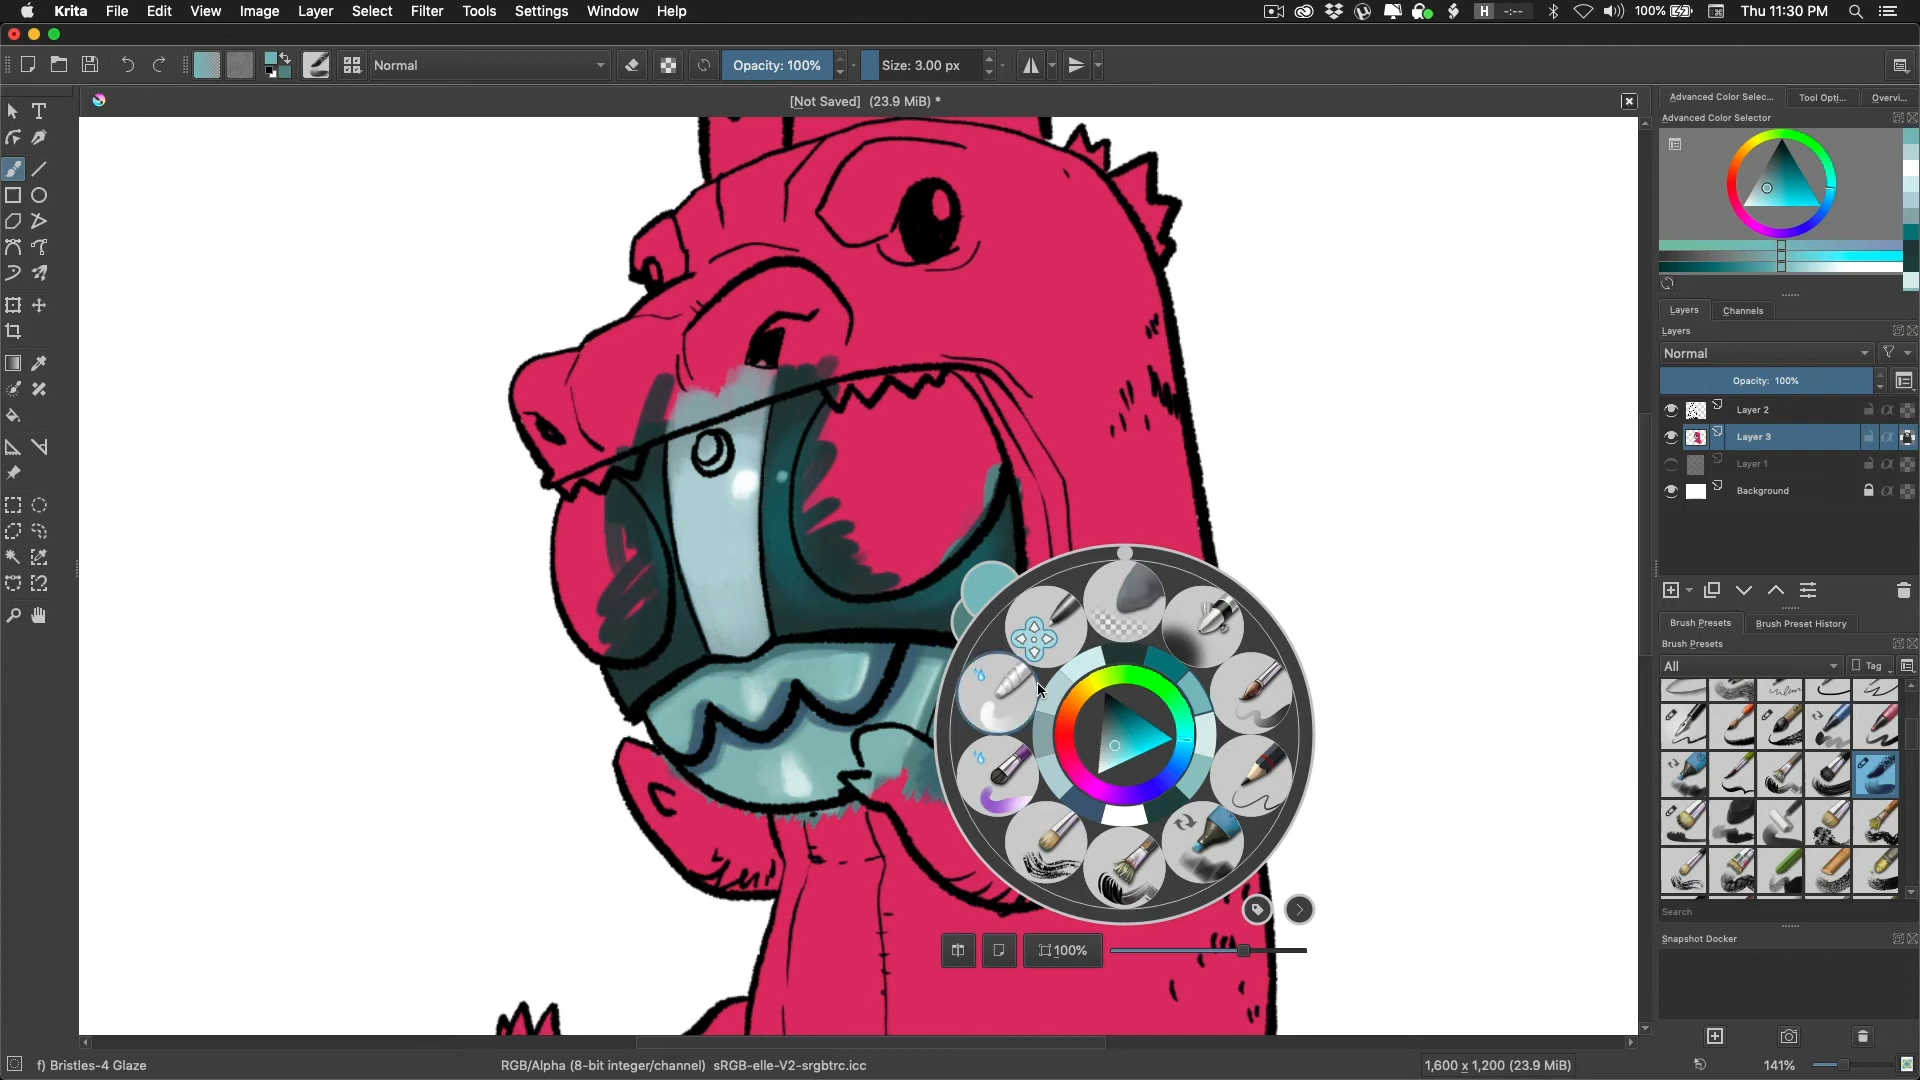 Krita File Edit View Image Layer Select Filter Tools Settings Window Help
H -:-- 100% Thu 11:30 PM
Normal
Opacity: 100%
Size: 3.00 px
[Not Saved] (23.9 MiB) *
Advanced Color Selec... Tool Opti... Overvi...
Advanced Color Selector
Layers Channels
Layers
Normal
Opacity: 100%
Layer 2
Layer 3
Layer 1
Background
Brush Presets Brush Preset History
Brush Presets
All Tag
Search
100%
Snapshot Docker
f) Bristles-4 Glaze
RGB/Alpha (8-bit integer/channel) sRGB-elle-V2-srgbtrc.icc
1,600 x 1,200 (23.9 MiB)
141%